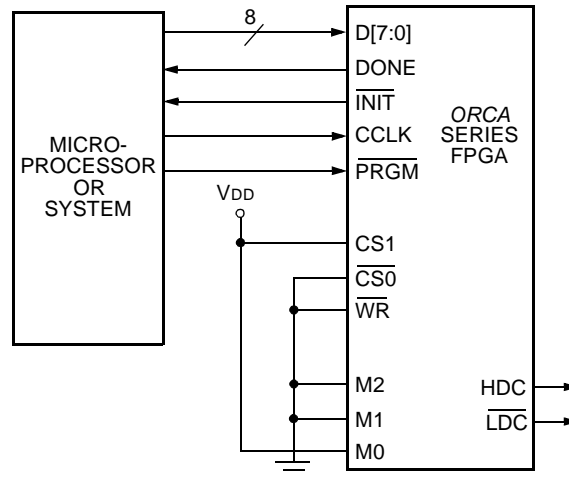 8
D[7:0]
DONE
INIT
CCLK
PRGM
MICRO-
PROCESSOR
OR
SYSTEM
ORCA
SERIES
FPGA
VDD
CS1
CS0
WR
M2
M1
M0
HDC
LDC